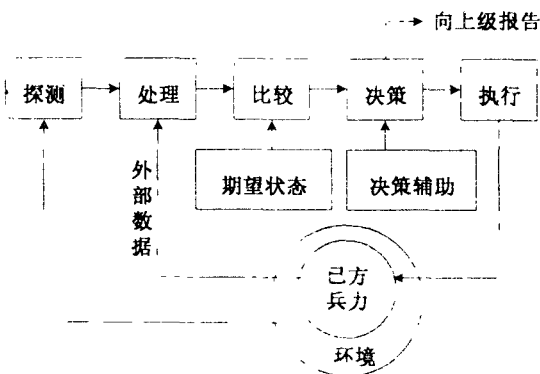 向上级报告
探测
处理
比较
决策
执行
外部数据
期望状态
决策辅助
己方
兵力
环境